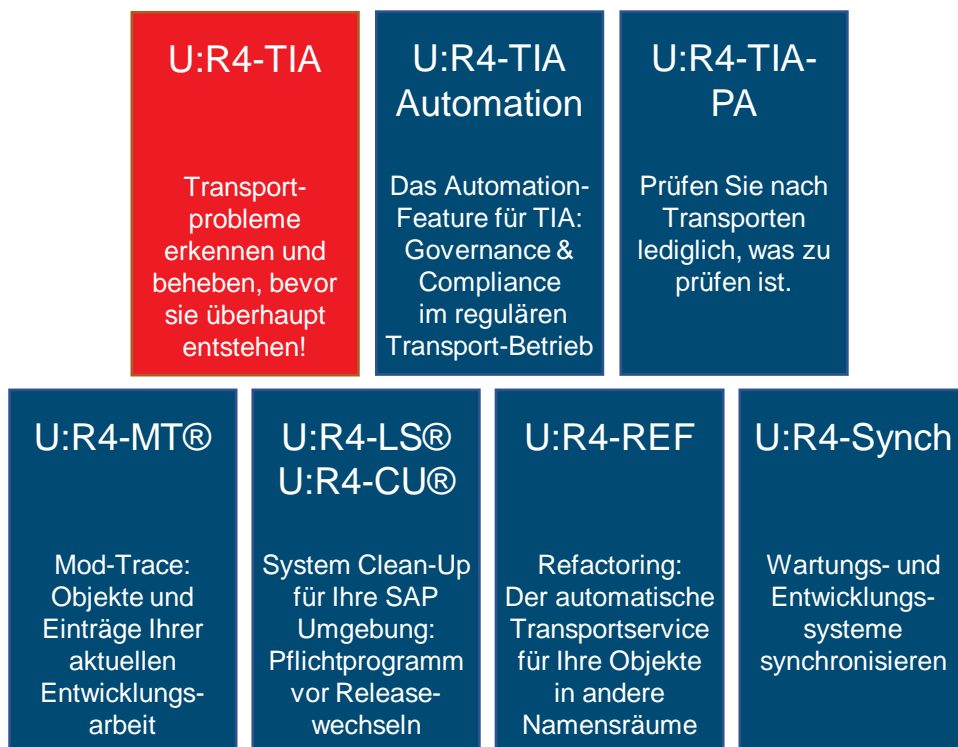 U:R4-TIA
Transport-
probleme
erkennen und
beheben, bevor
sie überhaupt
entstehen!
U:R4-TIA
Automation
Das Automation-
Feature für TIA:
Governance &
Compliance
im regulären
Transport-Betrieb
U:R4-TIA-
PA
Prüfen Sie nach
Transporten
lediglich, was zu
prüfen ist.
U:R4-MT®
Mod-Trace:
Objekte und
Einträge Ihrer
aktuellen
Entwicklungs-
arbeit
U:R4-LS®
U:R4-CU®
System Clean-Up
für Ihre SAP
Umgebung:
Pflichtprogramm
vor Release-
wechseln
U:R4-REF
Refactoring:
Der automatische
Transportservice
für Ihre Objekte
in andere
Namensräume
U:R4-Synch
Wartungs- und
Entwicklungs-
systeme
synchronisieren